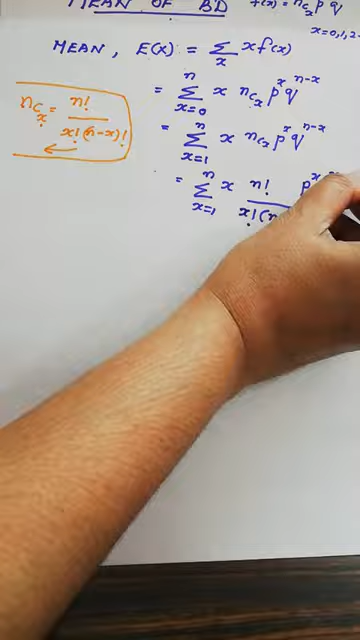 MEAN OF BD f(x) = nCx p q
x=0,1,2-
MEAN, E(X) = ∑x x f(x)
= ∑_{x=0}^{n} x nCx p^x q^{n-x}
nCx = n! / x!(n-x)!
= ∑_{x=1}^{n} x nCx p^x q^{n-x}
= ∑_{x=1}^{n} x n! p^x
x!(n